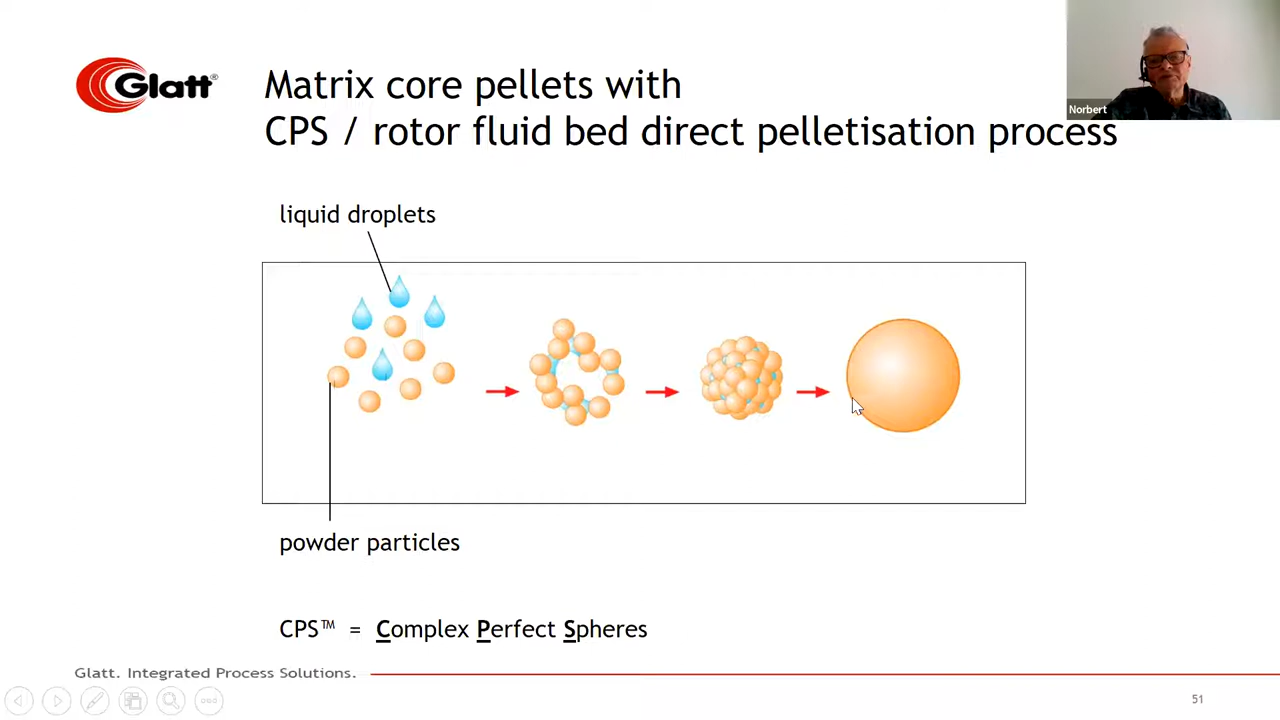 Glatt®
Matrix core pellets with
CPS / rotor fluid bed direct pelletisation process
Norbert
liquid droplets
powder particles
CPS™ = Complex Perfect Spheres
Glatt. Integrated Process Solutions.
51